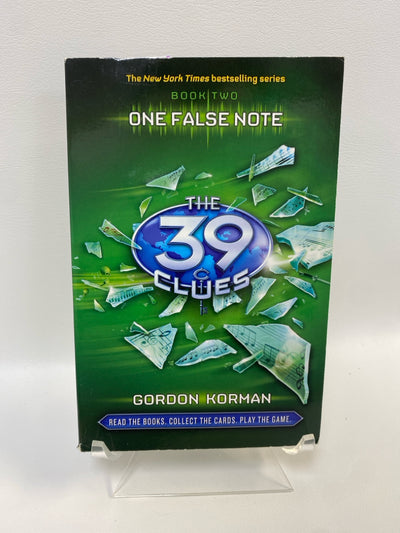 The New York Times bestselling series
BOOK TWO
ONE FALSE NOTE
THE
39
CLUES
GORDON KORMAN
READ THE BOOKS. COLLECT THE CARDS. PLAY THE GAME.